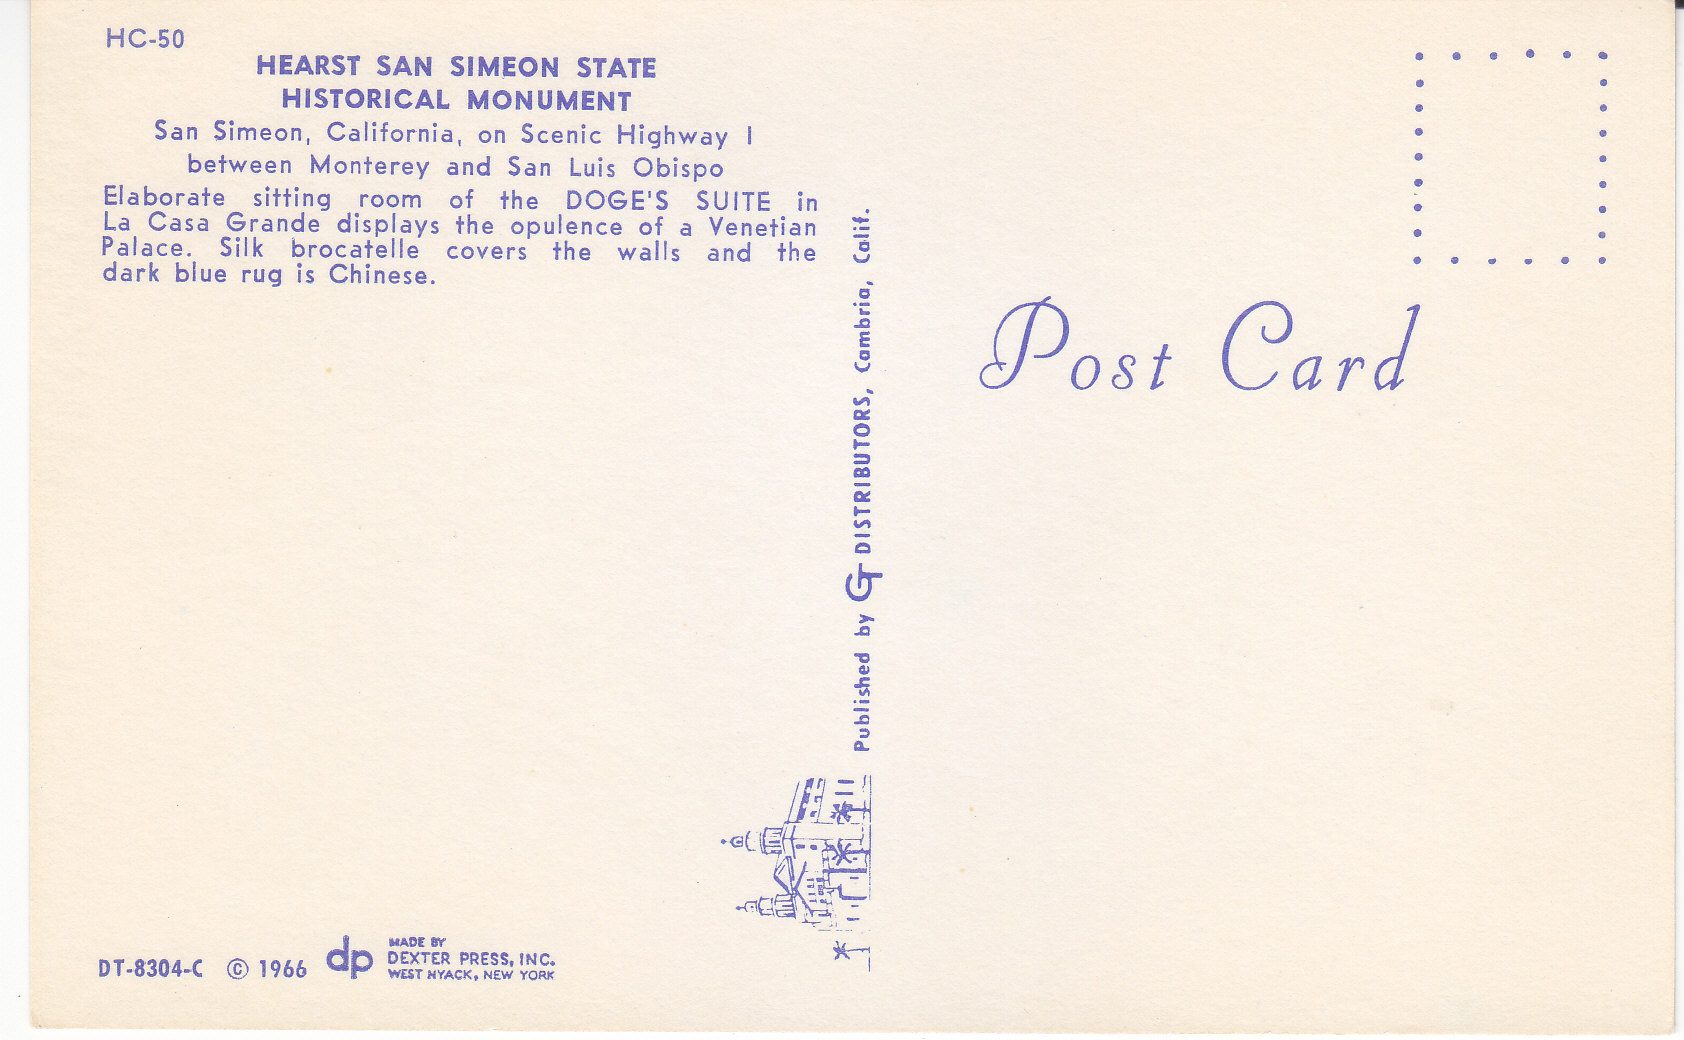 HC-50
HEARST SAN SIMEON STATE
HISTORICAL MONUMENT
San Simeon, California, on Scenic Highway 1
between Monterey and San Luis Obispo
Elaborate sitting room of the DOGE'S SUITE in
La Casa Grande displays the opulence of a Venetian
Palace. Silk brocatelle covers the walls and the
dark blue rug is Chinese.
Published by GT DISTRIBUTORS, Cambria, Calif.
Post Card
DT-8304-C © 1966
dp
MADE BY
DEXTER PRESS, INC.
WEST NYACK, NEW YORK